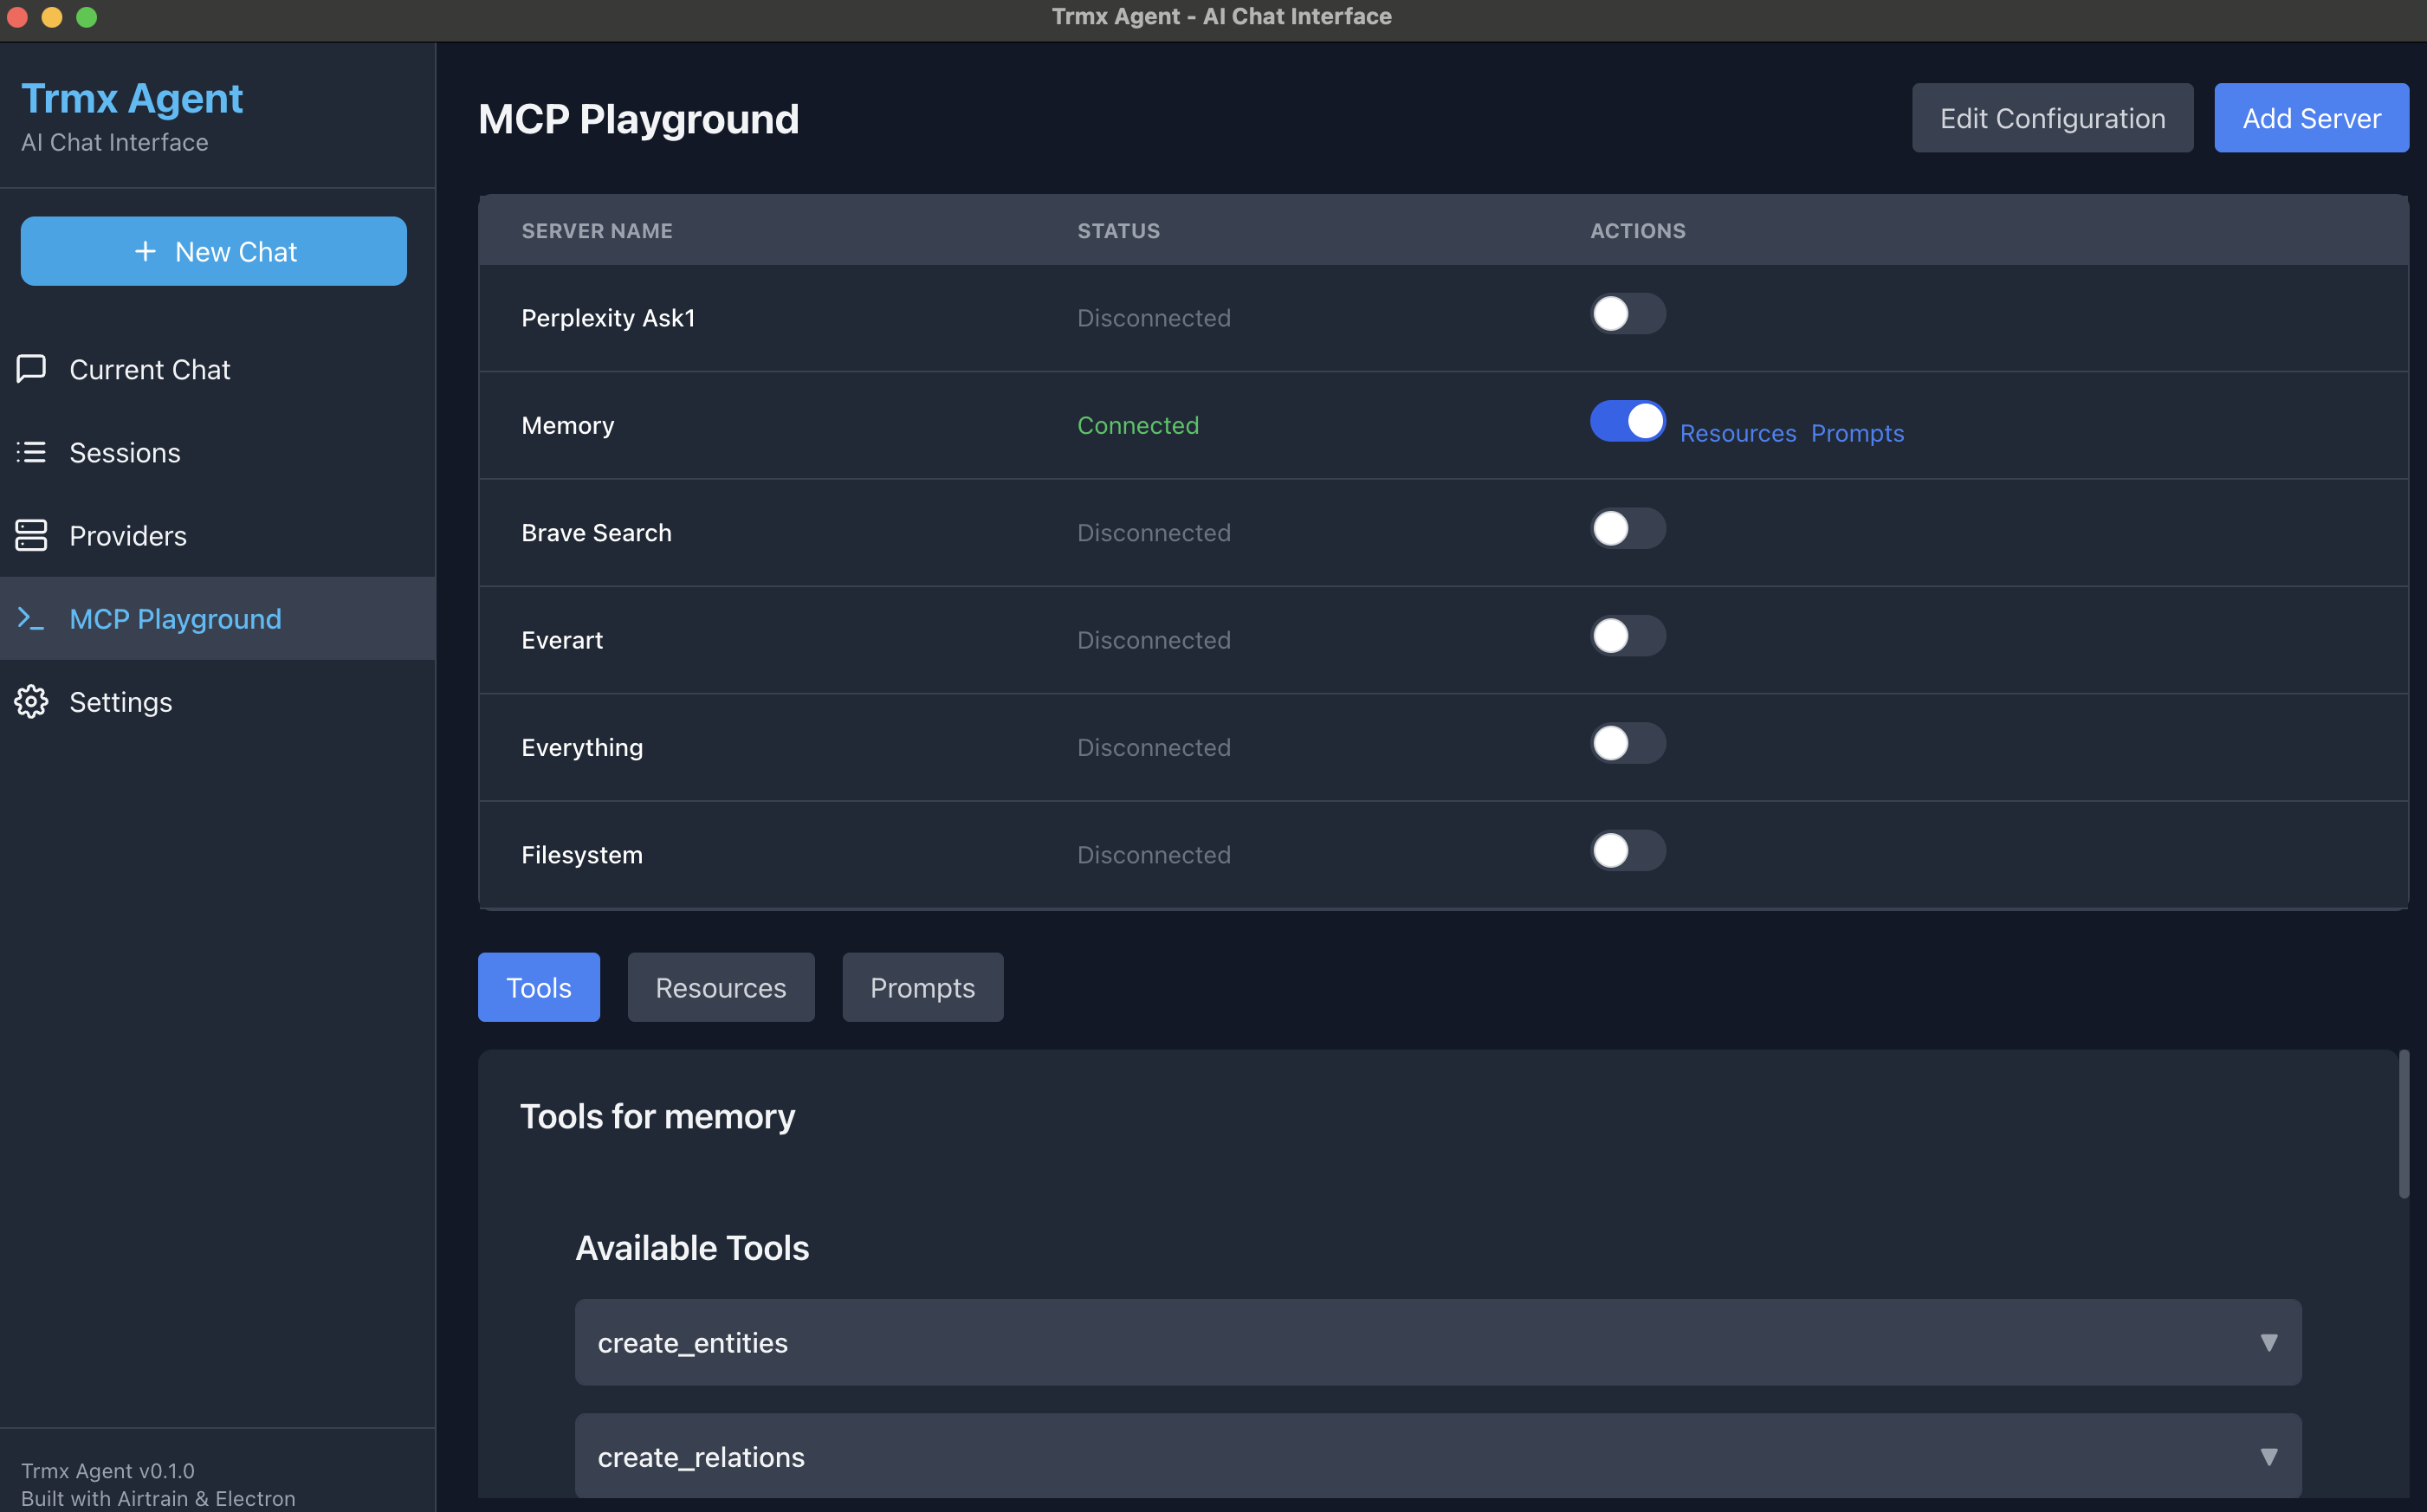 Trmx Agent - AI Chat Interface
Trmx Agent
AI Chat Interface
+ New Chat
Current Chat
Sessions
Providers
MCP Playground
Settings
Trmx Agent v0.1.0
Built with Airtrain & Electron
MCP Playground
Edit Configuration
Add Server
SERVER NAME STATUS ACTIONS
Perplexity Ask1 Disconnected
Memory Connected Resources Prompts
Brave Search Disconnected
Everart Disconnected
Everything Disconnected
Filesystem Disconnected
Tools Resources Prompts
Tools for memory
Available Tools
create_entities
create_relations